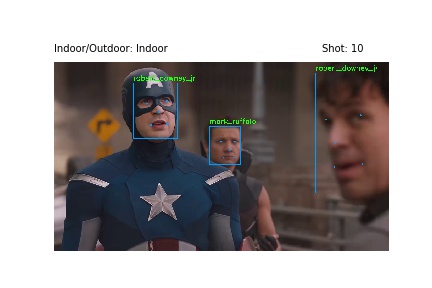 Indoor/Outdoor: Indoor
Shot: 10
robert_downey_jr
robert_downey_jr
mark_ruffalo
A